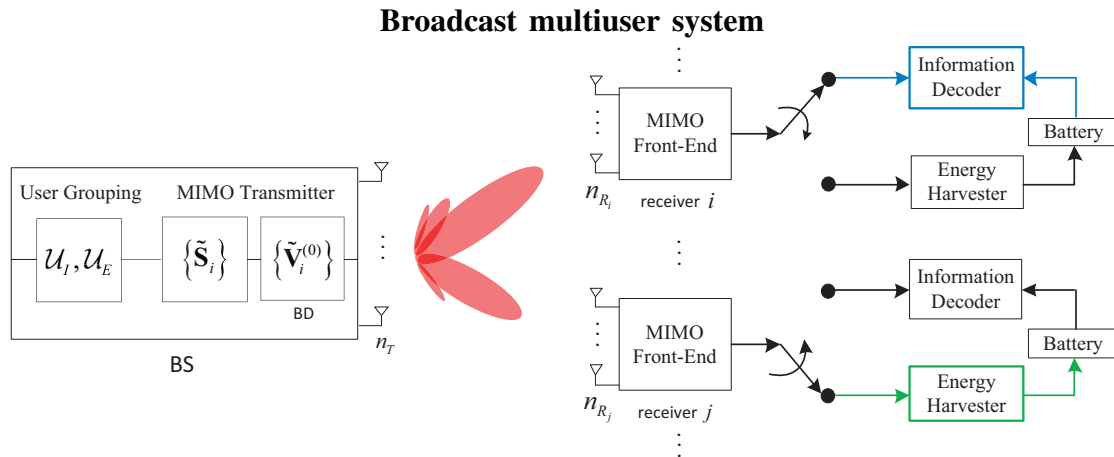 Broadcast multiuser system
User Grouping
MIMO Transmitter
𝒰_I, 𝒰_E
{S̃_i}
{Ṽ_i^(0)}
BD
BS
n_T
n_{R_i}
MIMO
Front-End
receiver i
Information
Decoder
Battery
Energy
Harvester
n_{R_j}
MIMO
Front-End
receiver j
Information
Decoder
Battery
Energy
Harvester